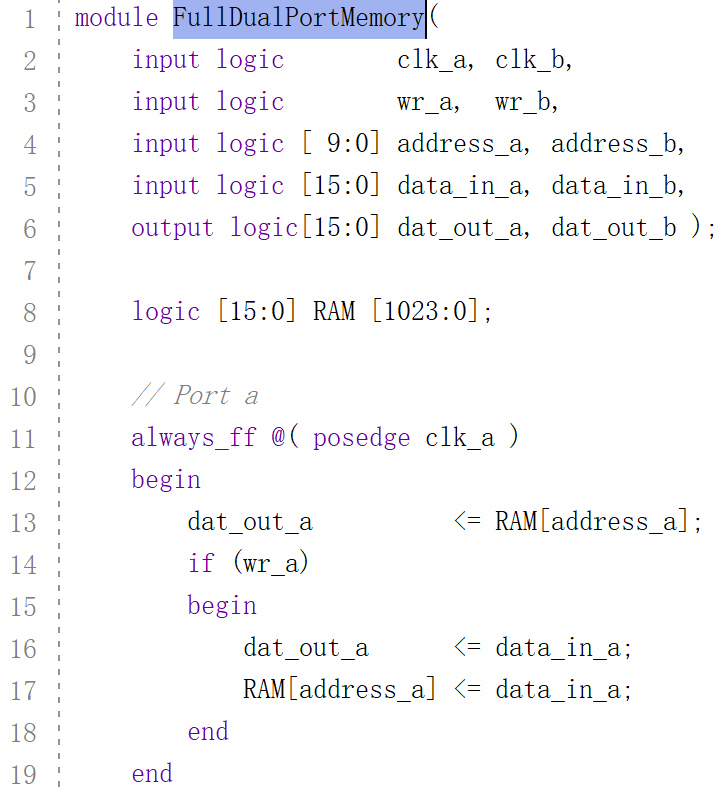 1 module FullDualPortMemory(
2 input logic clk_a, clk_b,
3 input logic wr_a, wr_b,
4 input logic [ 9:0] address_a, address_b,
5 input logic [15:0] data_in_a, data_in_b,
6 output logic[15:0] dat_out_a, dat_out_b );
7
8 logic [15:0] RAM [1023:0];
9
10 // Port a
11 always_ff @( posedge clk_a )
12 begin
13 dat_out_a <= RAM[address_a];
14 if (wr_a)
15 begin
16 dat_out_a <= data_in_a;
17 RAM[address_a] <= data_in_a;
18 end
19 end